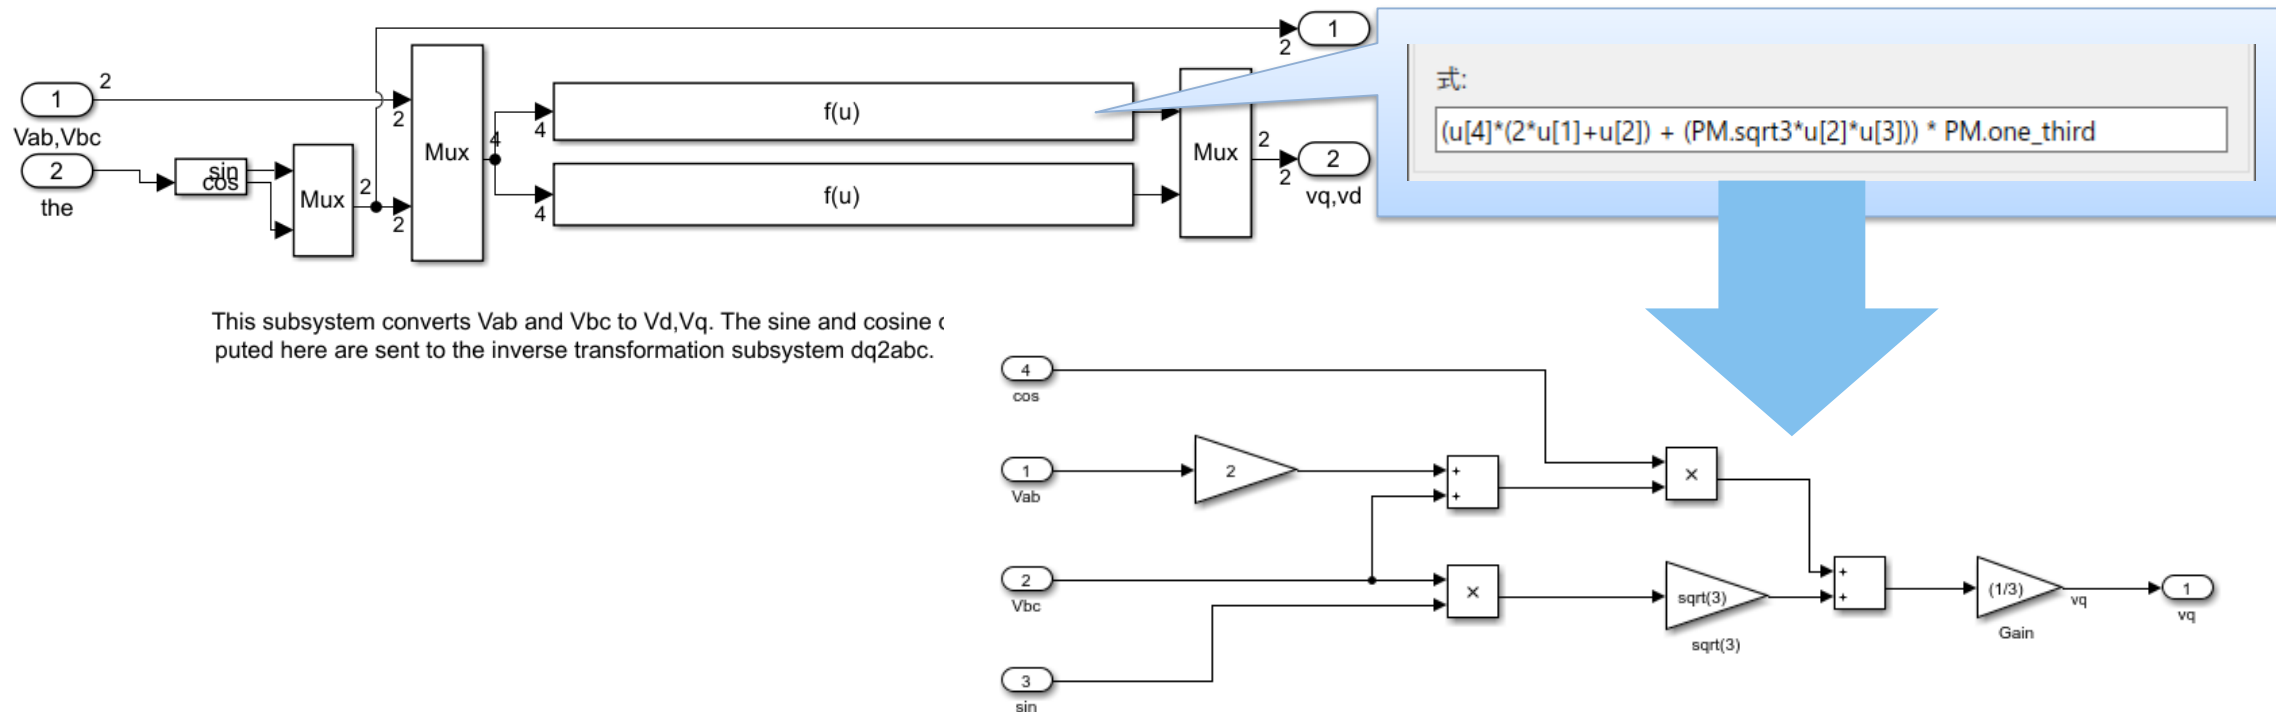 1
2
2
1
Vab,Vbc
2
the
sin
cos
Mux
2
2
2
Mux
4
4
f(u)
4
f(u)
Mux
2
2
2
vq,vd
式:
(u[4]*(2*u[1]+u[2]) + (PM.sqrt3*u[2]*u[3])) * PM.one_third
This subsystem converts Vab and Vbc to Vd,Vq. The sine and cosine
puted here are sent to the inverse transformation subsystem dq2abc.
4
cos
1
Vab
2
+
+
×
2
Vbc
×
sqrt(3)
sqrt(3)
+
+
(1/3)
Gain
vq
1
vq
3
sin